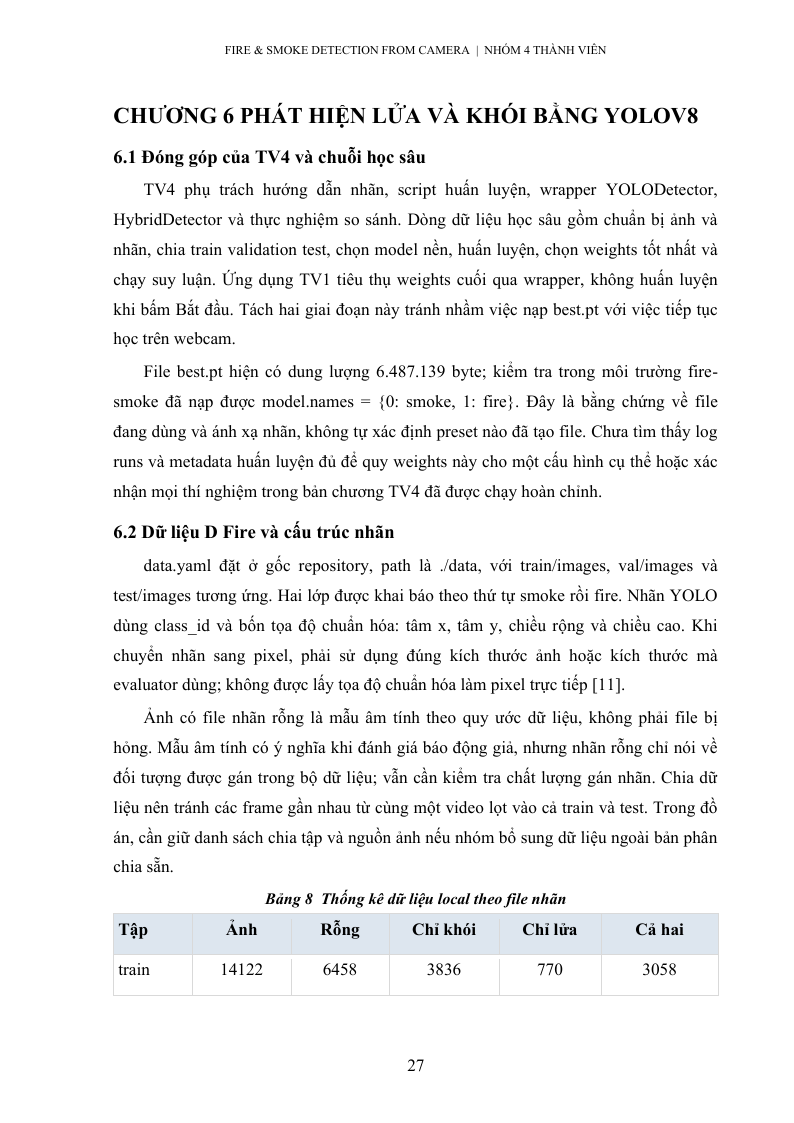 FIRE & SMOKE DETECTION FROM CAMERA | NHÓM 4 THÀNH VIÊN
CHƯƠNG 6 PHÁT HIỆN LỬA VÀ KHÓI BẰNG YOLOV8
6.1 Đóng góp của TV4 và chuỗi học sâu
TV4 phụ trách hướng dẫn nhãn, script huấn luyện, wrapper YOLODetector,
HybridDetector và thực nghiệm so sánh. Dòng dữ liệu học sâu gồm chuẩn bị ảnh và
nhãn, chia train validation test, chọn model nền, huấn luyện, chọn weights tốt nhất và
chạy suy luận. Ứng dụng TV1 tiêu thụ weights cuối qua wrapper, không huấn luyện
khi bấm Bắt đầu. Tách hai giai đoạn này tránh nhầm việc nạp best.pt với việc tiếp tục
học trên webcam.
File best.pt hiện có dung lượng 6.487.139 byte; kiểm tra trong môi trường fire-
smoke đã nạp được model.names = {0: smoke, 1: fire}. Đây là bằng chứng về file
đang dùng và ánh xạ nhãn, không tự xác định preset nào đã tạo file. Chưa tìm thấy log
runs và metadata huấn luyện đủ để quy weights này cho một cấu hình cụ thể hoặc xác
nhận mọi thí nghiệm trong bản chương TV4 đã được chạy hoàn chỉnh.
6.2 Dữ liệu D Fire và cấu trúc nhãn
data.yaml đặt ở gốc repository, path là ./data, với train/images, val/images và
test/images tương ứng. Hai lớp được khai báo theo thứ tự smoke rồi fire. Nhãn YOLO
dùng class_id và bốn tọa độ chuẩn hóa: tâm x, tâm y, chiều rộng và chiều cao. Khi
chuyển nhãn sang pixel, phải sử dụng đúng kích thước ảnh hoặc kích thước mà
evaluator dùng; không được lấy tọa độ chuẩn hóa làm pixel trực tiếp [11].
Ảnh có file nhãn rỗng là mẫu âm tính theo quy ước dữ liệu, không phải file bị
hỏng. Mẫu âm tính có ý nghĩa khi đánh giá báo động giả, nhưng nhãn rỗng chỉ nói về
đối tượng được gán trong bộ dữ liệu; vẫn cần kiểm tra chất lượng gán nhãn. Chia dữ
liệu nên tránh các frame gần nhau từ cùng một video lọt vào cả train và test. Trong đồ
án, cần giữ danh sách chia tập và nguồn ảnh nếu nhóm bổ sung dữ liệu ngoài bản phân
chia sẵn.
Bảng 8 Thống kê dữ liệu local theo file nhãn
Tập Ảnh Rỗng Chỉ khói Chỉ lửa Cả hai
train 14122 6458 3836 770 3058
27